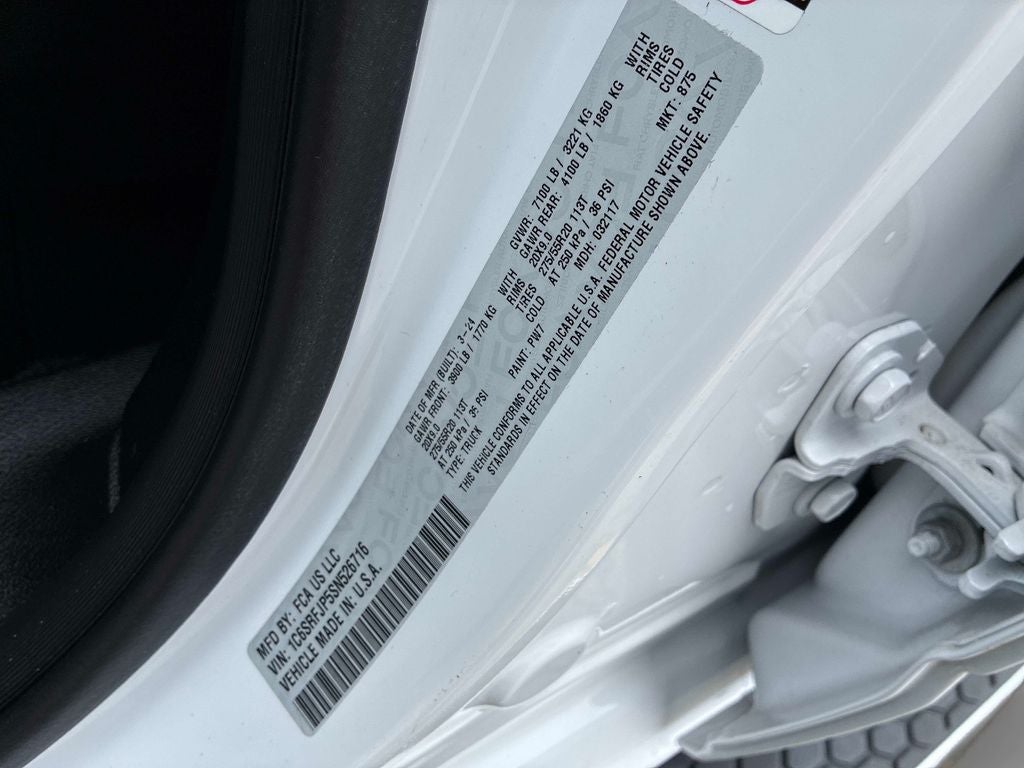 MFD BY: FCA US LLC
DATE OF MFR (BUILT): 3-24
GVWR: 7100 LB / 3221 KG
GAWR FRONT: 3900 LB / 1770 KG WITH
20X9.0 RIMS
275/55R20 113T TIRES
AT 250 kPa / 36 PSI COLD
GAWR REAR: 4100 LB / 1860 KG WITH
20X9.0 RIMS
275/55R20 113T TIRES
AT 250 kPa / 36 PSI COLD
VIN: 1C6SRFJP5SN526716
TYPE: TRUCK
PAINT: PW7
MDH: 032117
MKT: 875
VEHICLE MADE IN: U.S.A.
THIS VEHICLE CONFORMS TO ALL APPLICABLE U.S.A. FEDERAL MOTOR VEHICLE SAFETY
STANDARDS IN EFFECT ON THE DATE OF MANUFACTURE SHOWN ABOVE.